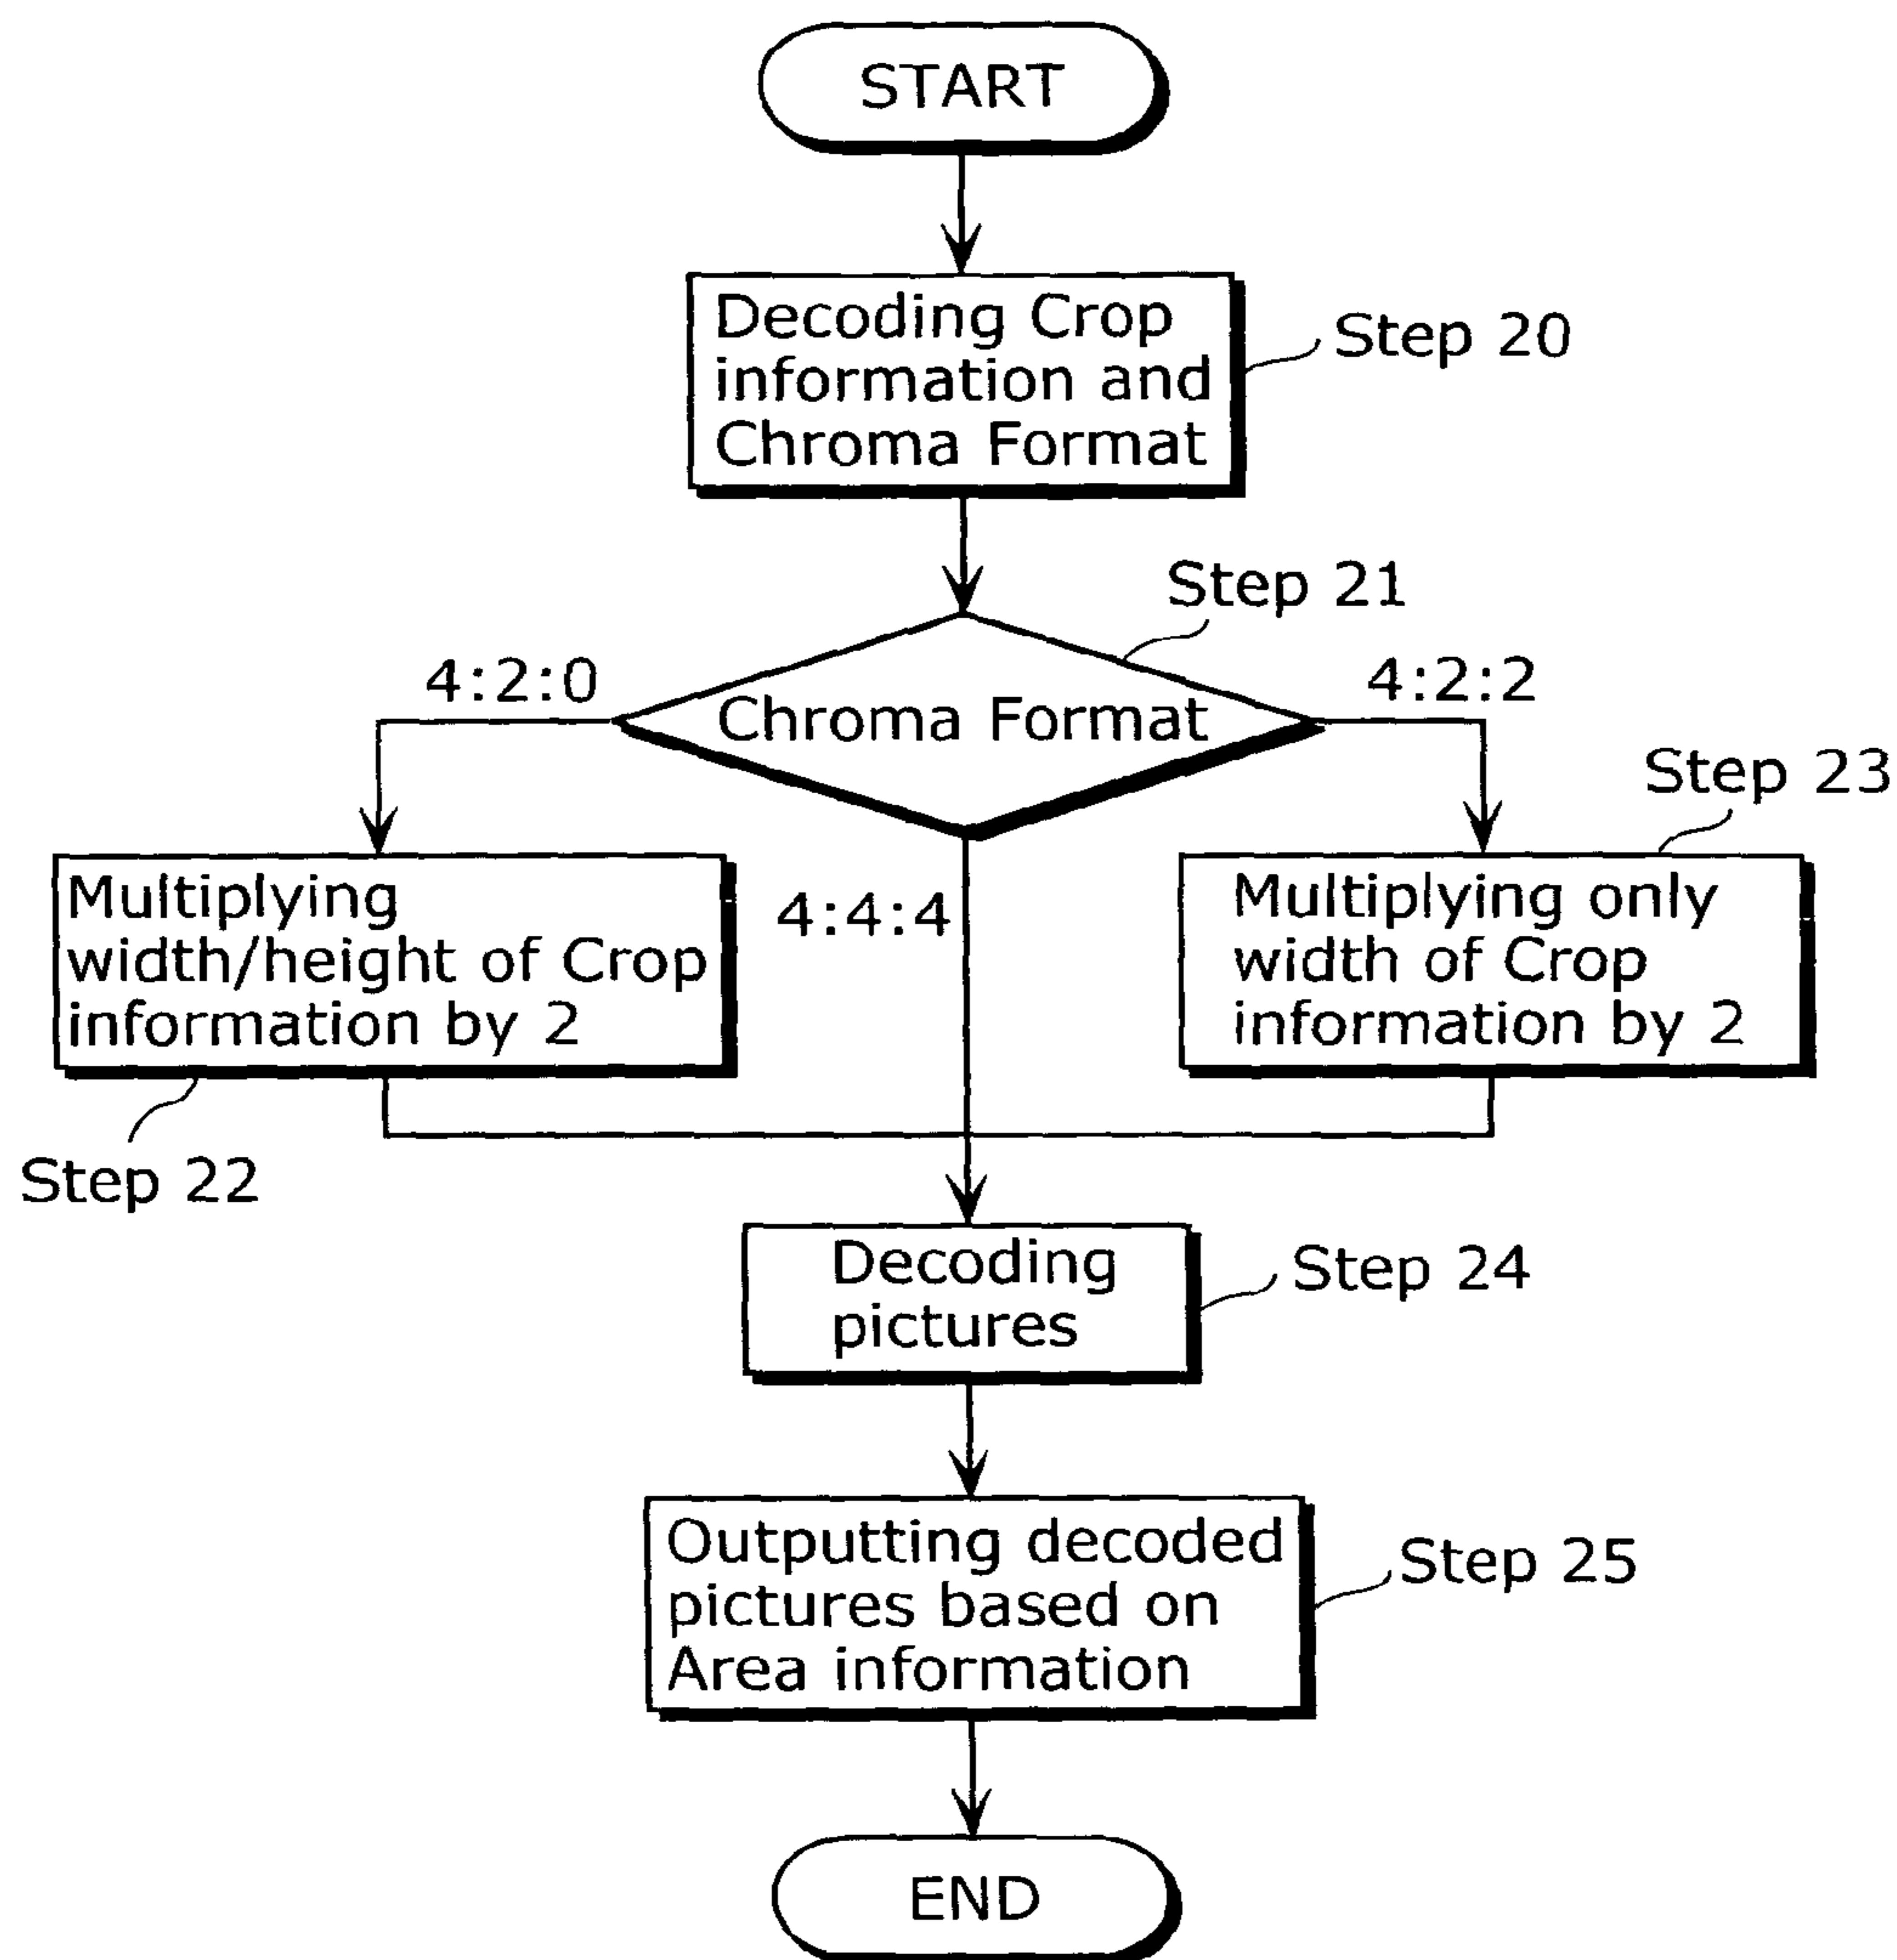 START
Decoding Crop
information and
Chroma Format
Step 20
Step 21
4:2:0
Chroma Format
4:2:2
Step 23
Multiplying
width/height of Crop
information by 2
4:4:4
Multiplying only
width of Crop
information by 2
Step 22
Decoding
pictures
Step 24
Outputting decoded
pictures based on
Area information
Step 25
END